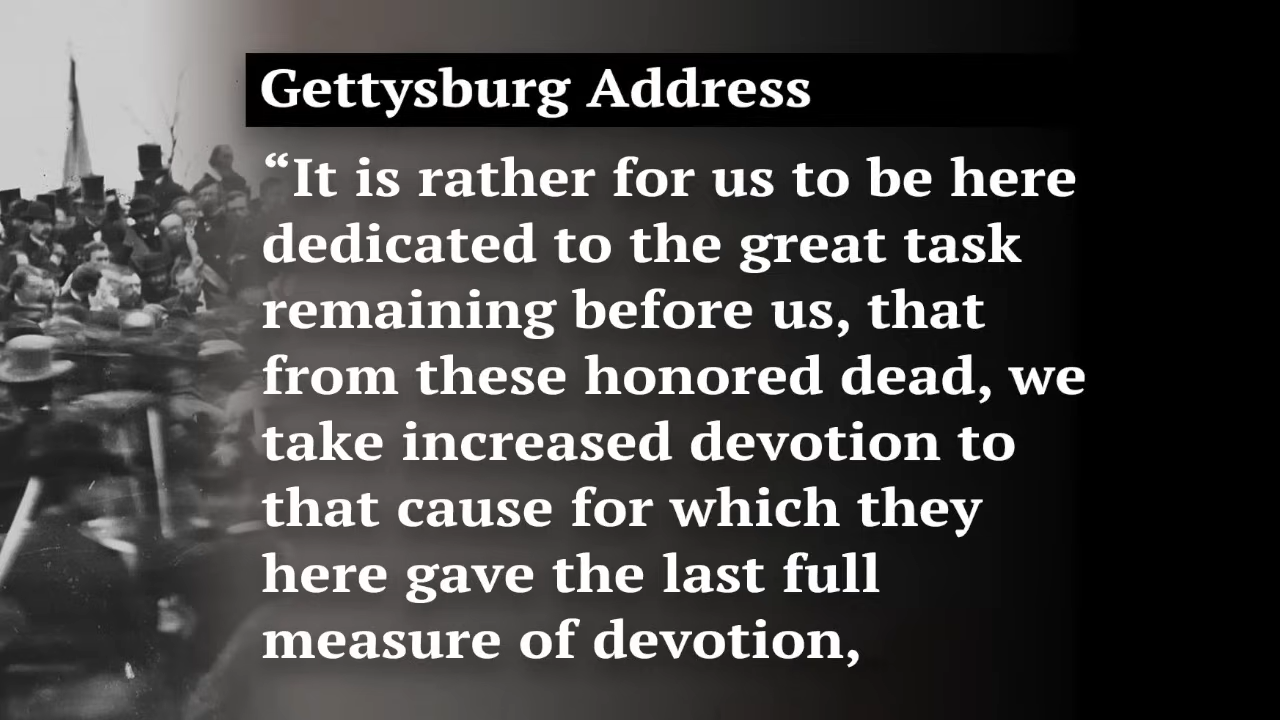 Gettysburg Address
“It is rather for us to be here
dedicated to the great task
remaining before us, that
from these honored dead, we
take increased devotion to
that cause for which they
here gave the last full
measure of devotion,